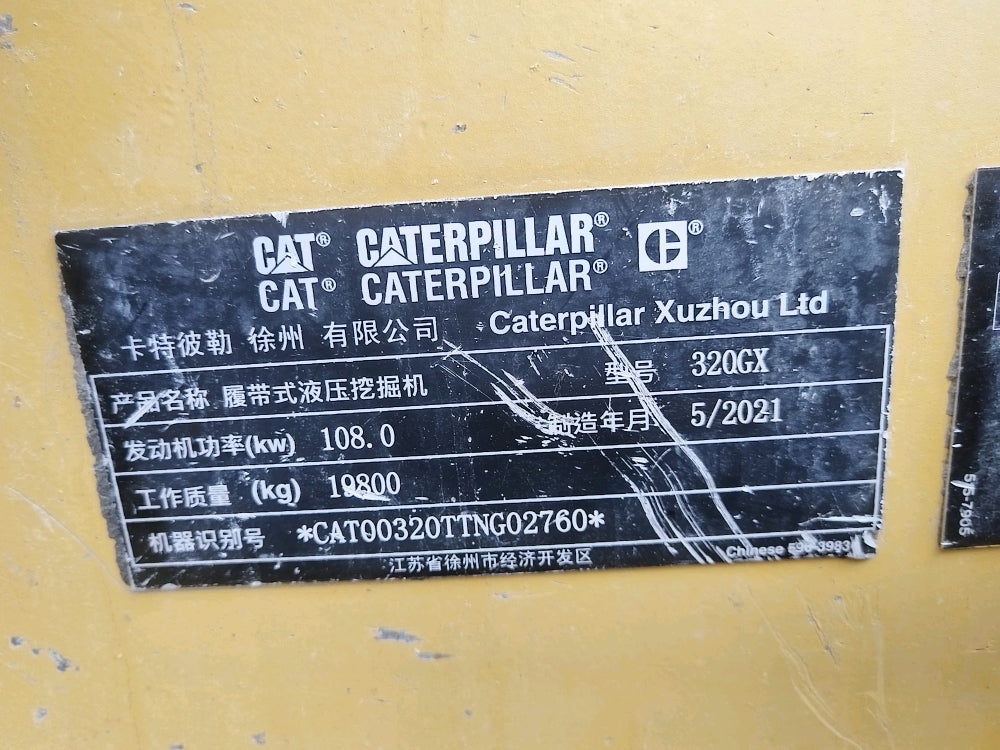 CAT® CATERPILLAR®
CAT® CATERPILLAR®
卡特彼勒 徐州 有限公司 Caterpillar Xuzhou Ltd
产品名称 履带式液压挖掘机 型号 320GX
发动机功率(kw) 108.0 制造年月 5/2021
工作质量 (kg) 19800
机器识别号 *CAT00320TTNG02760*
江苏省徐州市经济开发区
Chinese